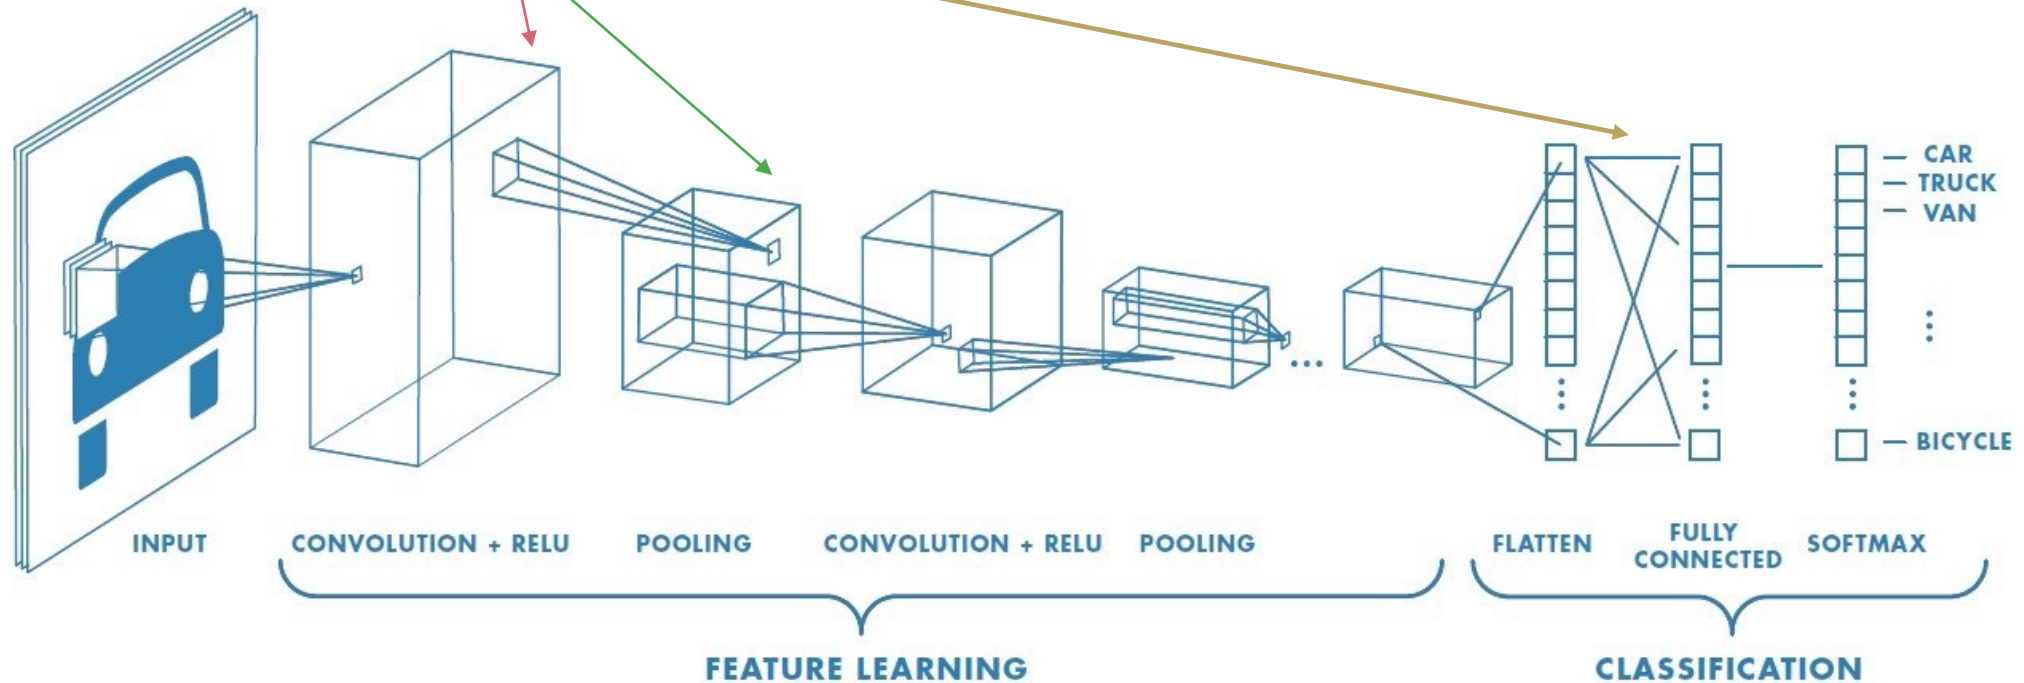 CAR
TRUCK
VAN
BICYCLE
INPUT
CONVOLUTION + RELU
POOLING
CONVOLUTION + RELU
POOLING
FLATTEN
FULLY
CONNECTED
SOFTMAX
FEATURE LEARNING
CLASSIFICATION